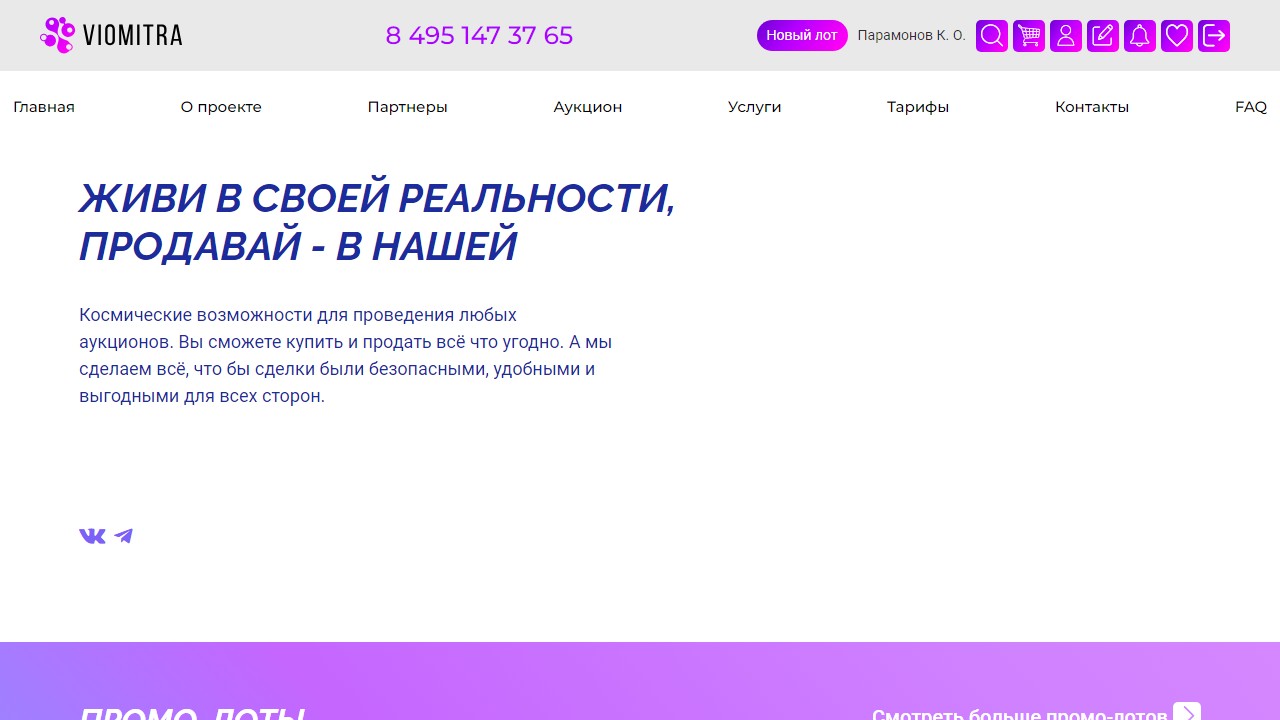 VIOMITRA
8 495 147 37 65
Новый лот
Парамонов К. О.
Главная
О проекте
Партнеры
Аукцион
Услуги
Тарифы
Контакты
FAQ
ЖИВИ В СВОЕЙ РЕАЛЬНОСТИ,
ПРОДАВАЙ - В НАШЕЙ
Космические возможности для проведения любых
аукционов. Вы сможете купить и продать всё что угодно. А мы
сделаем всё, что бы сделки были безопасными, удобными и
выгодными для всех сторон.
ПРОМО-ЛОТЫ
Смотреть больше промо-лотов